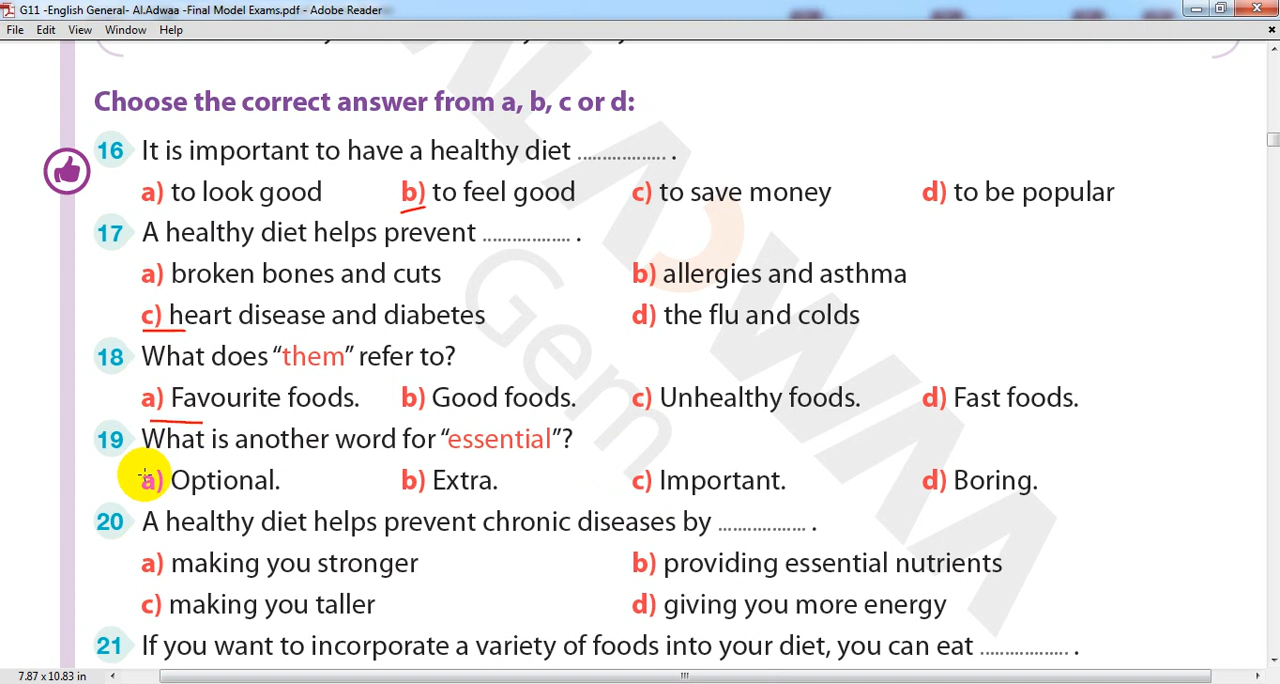 G11 -English General- Al.Adwaa -Final Model Exams.pdf - Adobe Reader
File Edit View Window Help
Choose the correct answer from a, b, c or d:
16 It is important to have a healthy diet .................. .
a) to look good b) to feel good c) to save money d) to be popular
17 A healthy diet helps prevent .................. .
a) broken bones and cuts b) allergies and asthma
c) heart disease and diabetes d) the flu and colds
18 What does “them” refer to?
a) Favourite foods. b) Good foods. c) Unhealthy foods. d) Fast foods.
19 What is another word for “essential”?
a) Optional. b) Extra. c) Important. d) Boring.
20 A healthy diet helps prevent chronic diseases by .................. .
a) making you stronger b) providing essential nutrients
c) making you taller d) giving you more energy
21 If you want to incorporate a variety of foods into your diet, you can eat .................. .
7.87 x 10.83 in
Gem